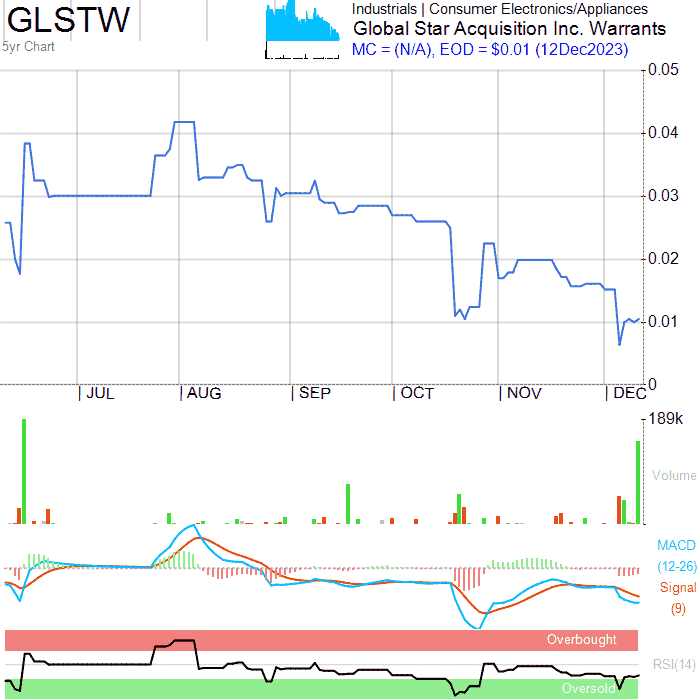 GLSTW
Industrials | Consumer Electronics/Appliances
Global Star Acquisition Inc. Warrants
5yr Chart
MC = (N/A), EOD = $0.01 (12Dec2023)
0.05
0.04
0.03
0.02
0.01
0
| JUL | AUG | SEP | OCT | NOV | DEC
189k
Volume
MACD
(12-26)
Signal
(9)
Overbought
RSI(14)
Oversold